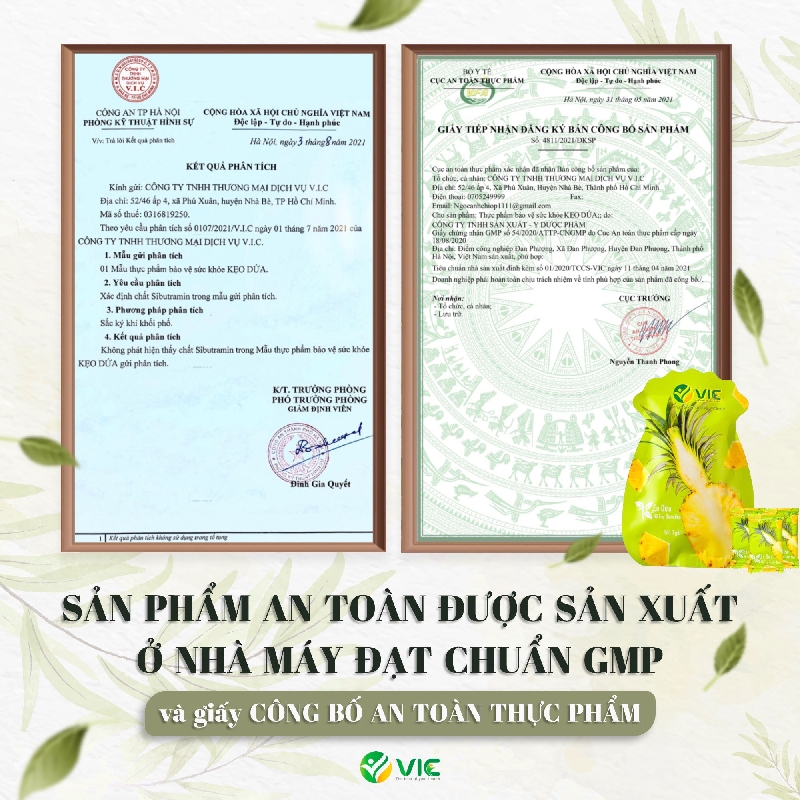 CÔNG TY
TNHH
THƯƠNG MẠI
DỊCH VỤ
V.I.C
CÔNG AN TP HÀ NỘI
PHÒNG KỸ THUẬT HÌNH SỰ
CỘNG HÒA XÃ HỘI CHỦ NGHĨA VIỆT NAM
Độc lập - Tự do - Hạnh phúc
V/v: Trả lời Kết quả phân tích
Hà Nội, ngày 3 tháng 8 năm 2021
KẾT QUẢ PHÂN TÍCH
Kính gửi: CÔNG TY TNHH THƯƠNG MẠI DỊCH VỤ V.I.C
Địa chỉ: 52/46 ấp 4, xã Phú Xuân, huyện Nhà Bè, TP Hồ Chí Minh.
Mã số thuế: 0316819250.
Theo yêu cầu phân tích số 0107/2021/V.I.C ngày 01 tháng 7 năm 2021 của
CÔNG TY TNHH THƯƠNG MẠI DỊCH VỤ V.I.C.
1. Mẫu gửi phân tích
01 Mẫu thực phẩm bảo vệ sức khỏe KẸO DỨA.
2. Yêu cầu phân tích
Xác định chất Sibutramin trong mẫu gửi phân tích.
3. Phương pháp phân tích
Sắc ký khí khối phổ.
4. Kết quả phân tích
Không phát hiện thấy chất Sibutramin trong Mẫu thực phẩm bảo vệ sức khỏe
KẸO DỨA gửi phân tích.
K/T. TRƯỞNG PHÒNG
PHÓ TRƯỞNG PHÒNG
GIÁM ĐỊNH VIÊN
Đinh Gia Quyết
1 | Kết quả phân tích không sử dụng trong tố tụng
BỘ Y TẾ
CỤC AN TOÀN THỰC PHẨM
CỘNG HÒA XÃ HỘI CHỦ NGHĨA VIỆT NAM
Độc lập - Tự do - Hạnh phúc
Hà Nội, ngày 31 tháng 05 năm 2021
GIẤY TIẾP NHẬN ĐĂNG KÝ BẢN CÔNG BỐ SẢN PHẨM
Số: 4811/2021/ĐKSP
Cục an toàn thực phẩm xác nhận đã nhận Bản công bố sản phẩm của:
Tổ chức, cá nhân: CÔNG TY TNHH THƯƠNG MẠI DỊCH VỤ V.I.C
Địa chỉ: 52/46 ấp 4, Xã Phú Xuân, Huyện Nhà Bè, Thành phố Hồ Chí Minh.
Điện thoại: 0705249999 Fax:
Email: Ngocanhchiop1111@gmail.com
Cho sản phẩm: Thực phẩm bảo vệ sức khỏe KẸO DỨA;; do:
CÔNG TY TNHH SẢN XUẤT - Y DƯỢC PHẨM
Giấy chứng nhận GMP số 54/2020/ATTP-CNGMP do Cục An toàn thực phẩm cấp ngày
18/08/2020
Địa chỉ: Điểm công nghiệp Đan Phượng, Xã Đan Phượng, Huyện Đan Phượng, Thành phố
Hà Nội, Việt Nam sản xuất, phù hợp:
Tiêu chuẩn nhà sản xuất đính kèm số 01/2020/TCCS-VIC ngày 11 tháng 04 năm 2021
Doanh nghiệp phải hoàn toàn chịu trách nhiệm về tính phù hợp của sản phẩm đã công bố./.
Nơi nhận:
- Tổ chức, cá nhân;
- Lưu trữ.
CỤC TRƯỞNG
Nguyễn Thanh Phong
VIC
SẢN PHẨM AN TOÀN ĐƯỢC SẢN XUẤT
Ở NHÀ MÁY ĐẠT CHUẨN GMP
và giấy CÔNG BỐ AN TOÀN THỰC PHẨM
VIC